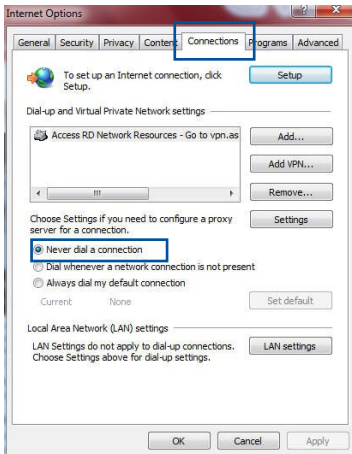 Internet Options
General Security Privacy Content Connections Programs Advanced
To set up an Internet connection, click
Setup.
Setup
Dial-up and Virtual Private Network settings
Access RD Network Resources - Go to vpn.as
Add...
Add VPN...
Remove...
Choose Settings if you need to configure a proxy
server for a connection.
Settings
Never dial a connection
Dial whenever a network connection is not present
Always dial my default connection
Current None
Set default
Local Area Network (LAN) settings
LAN Settings do not apply to dial-up connections.
Choose Settings above for dial-up settings.
LAN settings
OK Cancel Apply